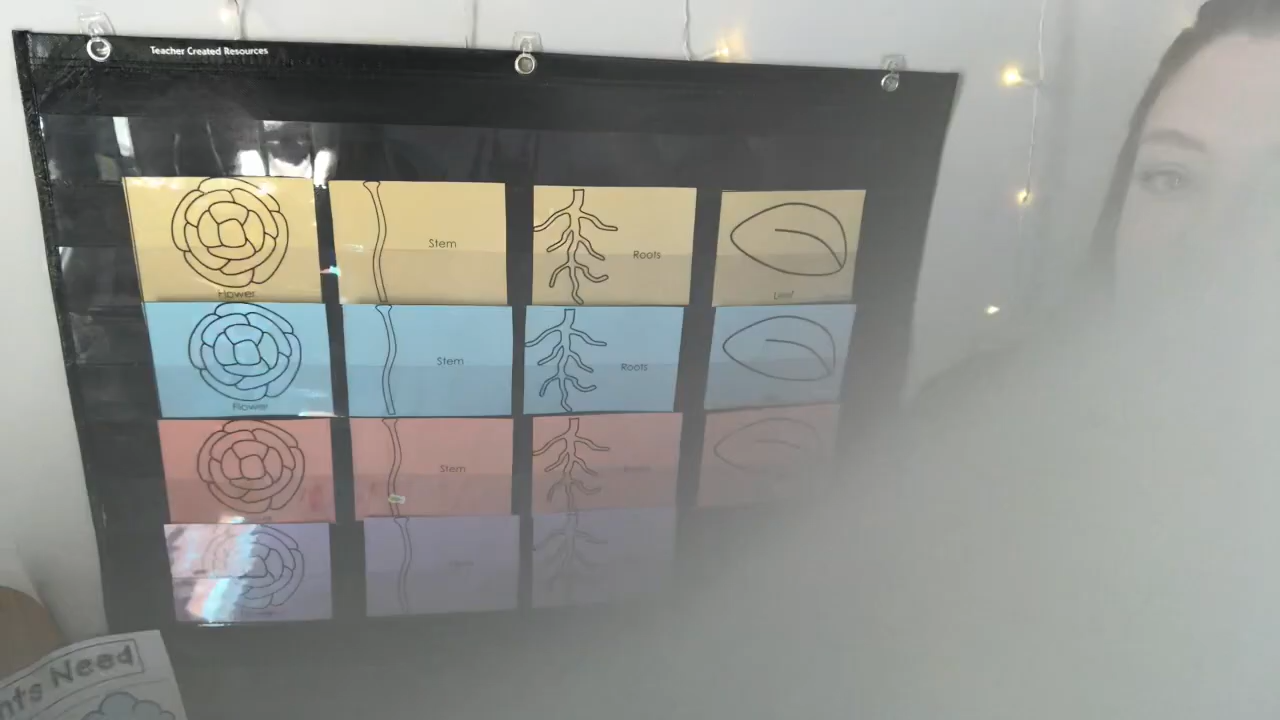 Teacher Created Resources
Flower
Stem
Roots
Leaf
Flower
Stem
Roots
Stem
nts Need